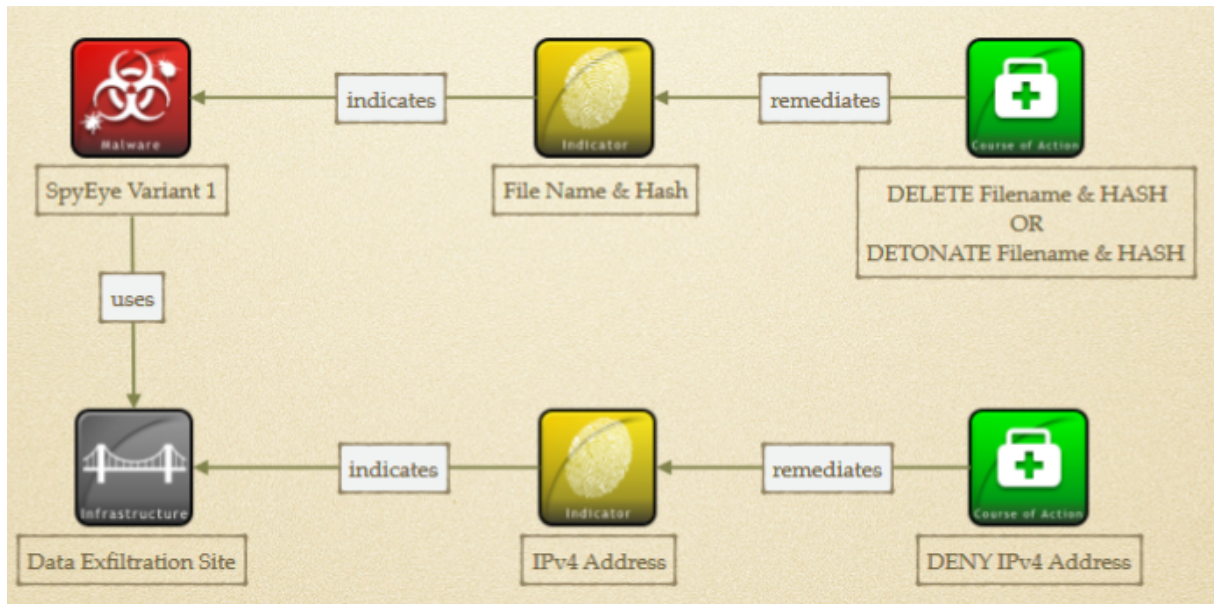 indicates
remediates
Malware
Indicator
Course of Action
SpyEye Variant 1
File Name & Hash
DELETE Filename & HASH
OR
DETONATE Filename & HASH
uses
indicates
remediates
Infrastructure
Indicator
Course of Action
Data Exfiltration Site
IPv4 Address
DENY IPv4 Address